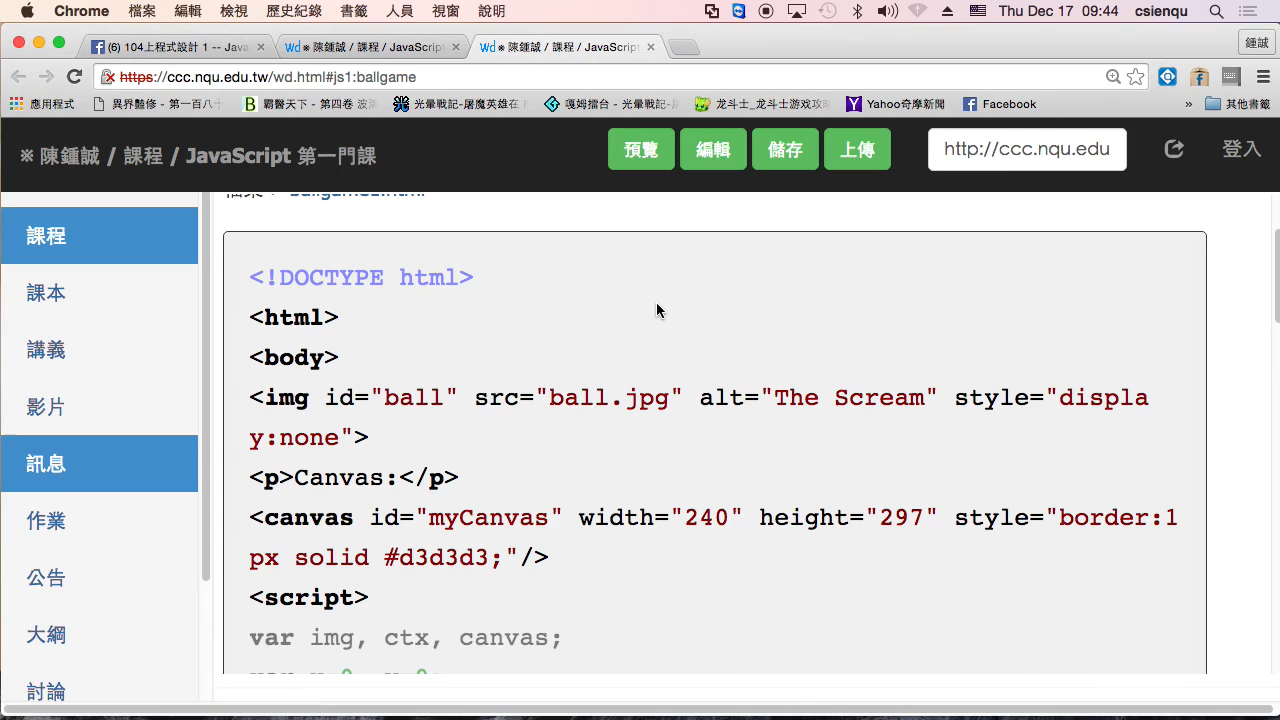 Chrome 檔案 編輯 檢視 歷史紀錄 書籤 人員 視窗 說明 Thu Dec 17 09:44 csienqu
(6) 104上程式設計 1 -- Java
※ 陳鍾誠 / 課程 / JavaScript
※ 陳鍾誠 / 課程 / JavaScript
鍾誠
https://ccc.nqu.edu.tw/wd.html#js1:ballgame
應用程式 異界醫修 - 第一百八十 霸醫天下 - 第四卷 波 光暈戰記-屠魔英雄在 嘎姆擂台 - 光暈戰記- 龙斗士_龙斗士游戏攻略 Yahoo奇摩新聞 Facebook » 其他書籤
※ 陳鍾誠 / 課程 / JavaScript 第一門課
預覽 編輯 儲存 上傳 http://ccc.nqu.edu 登入
課程
課本
講義
影片
訊息
作業
公告
大綱
討論
<!DOCTYPE html>
<html>
<body>
<img id="ball" src="ball.jpg" alt="The Scream" style="displa
y:none">
<p>Canvas:</p>
<canvas id="myCanvas" width="240" height="297" style="border:1
px solid #d3d3d3;"/>
<script>
var img, ctx, canvas;